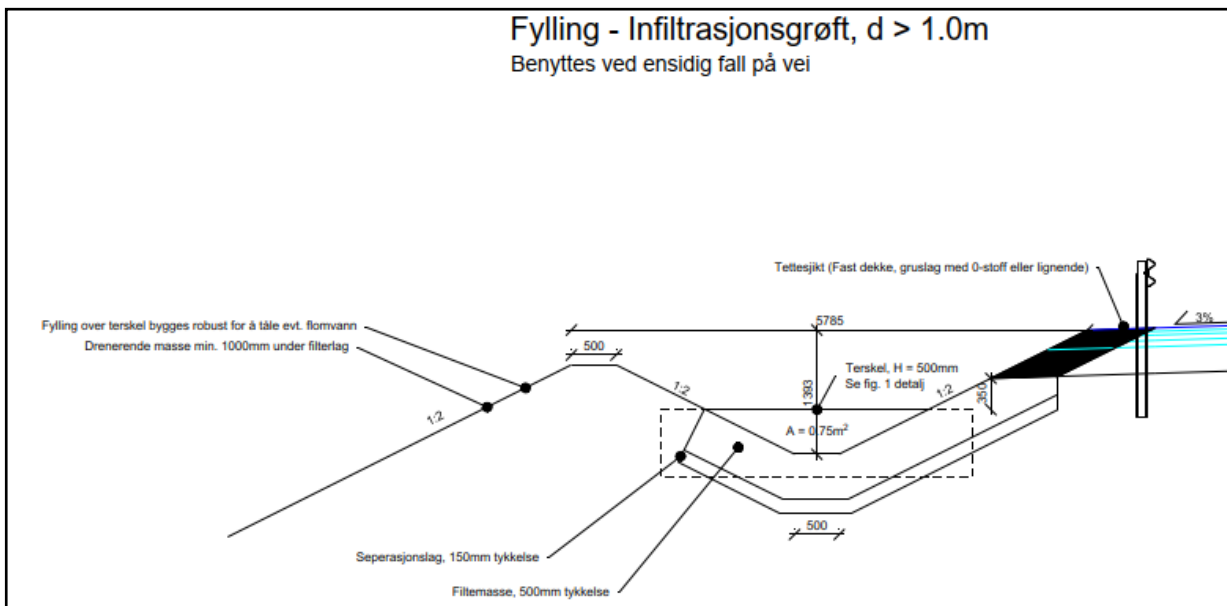 Fylling - Infiltrasjonsgrøft, d > 1.0m
Benyttes ved ensidig fall på vei
Tettesjikt (Fast dekke, gruslag med 0-stoff eller lignende)
3%
5785
Fylling over terskel bygges robust for å tåle evt. flomvann
Drenerende masse min. 1000mm under filterlag
500
Terskel, H = 500mm
Se fig. 1 detalj
1393
1:2
1:2
350
1:2
A = 0.75m²
500
Seperasjonslag, 150mm tykkelse
Filtemasse, 500mm tykkelse